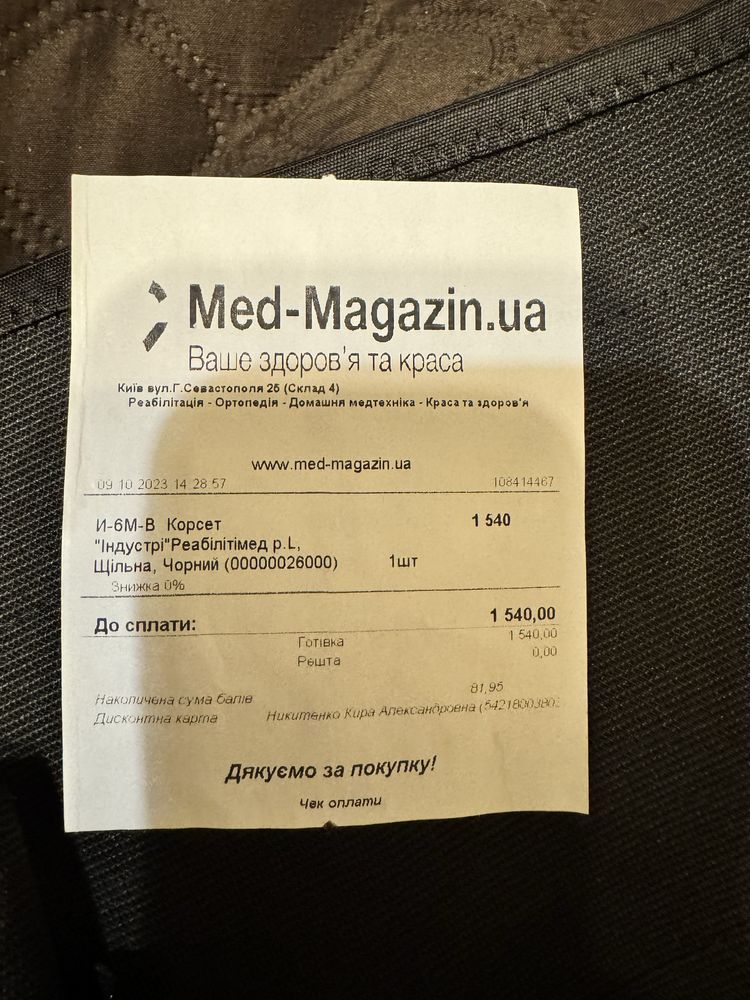 Med-Magazin.ua
Ваше здоров'я та краса
Київ вул.Г.Севастополя 26 (Склад 4)
Реабілітація - Ортопедія - Домашня медтехніка - Краса та здоров'я
www.med-magazin.ua
09 10 2023 14 28 57 108414467
И-6М-В Корсет 1 540
"Індустрі"Реабілітімед р.L,
Щільна, Чорний (00000026000) 1шт
Знижка 0%
До сплати: 1 540,00
Готівка 1 540,00
Решта 0,00
Накопичена сума балів 81,95
Дисконтна карта Никитенко Кира Александровна (
Дякуємо за покупку!
Чек оплати